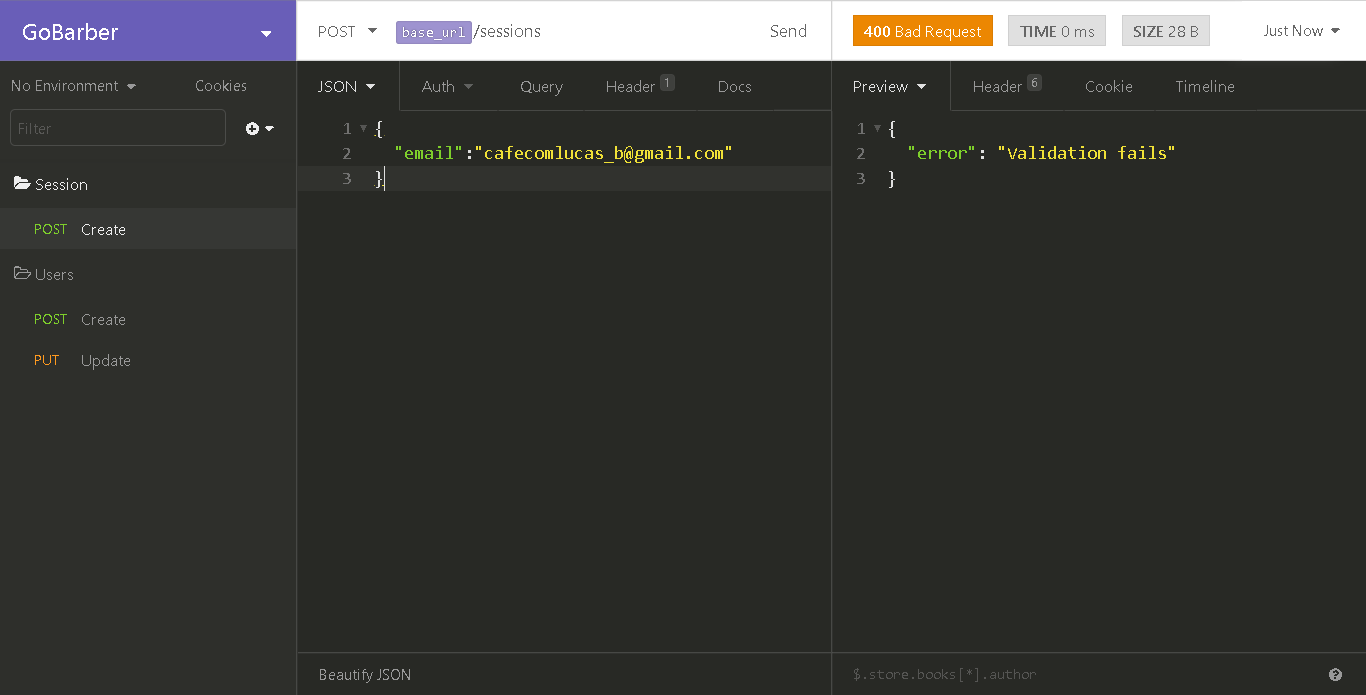 GoBarber
No Environment
Cookies
Filter
Session
POST Create
Users
POST Create
PUT Update
POST base_url/sessions Send
JSON Auth Query Header 1 Docs
1 {
2 "email":"cafecomlucas_b@gmail.com"
3 }
Beautify JSON
400 Bad Request TIME 0 ms SIZE 28 B Just Now
Preview Header 6 Cookie Timeline
1 {
2 "error": "Validation fails"
3 }
$.store.books[*].author